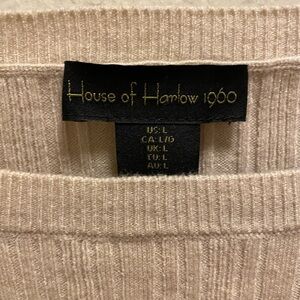 House of Harlow 1960
US: L
CA: L/G
UK: L
EU: L
AU: L